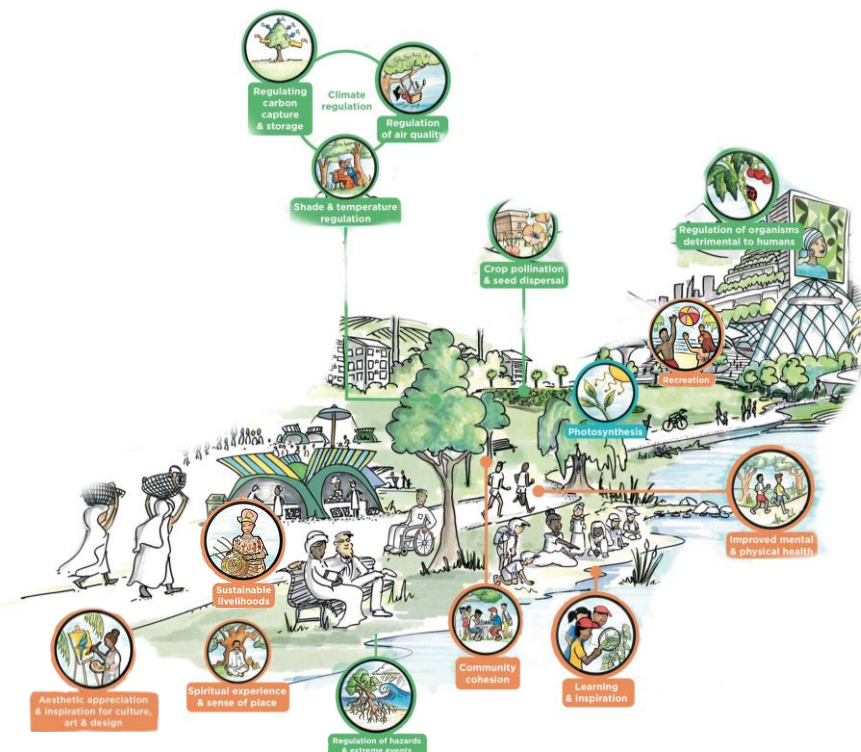 Regulating
carbon
capture
& storage
Climate
regulation
Regulation
of air quality
Shade & temperature
regulation
Crop pollination
& seed dispersal
Regulation of organisms
detrimental to humans
Recreation
Photosynthesis
Improved mental
& physical health
Sustainable
livelihoods
Community
cohesion
Learning
& inspiration
Aesthetic appreciation
& inspiration for culture,
art & design
Spiritual experience
& sense of place
Regulation of hazards
& extreme events